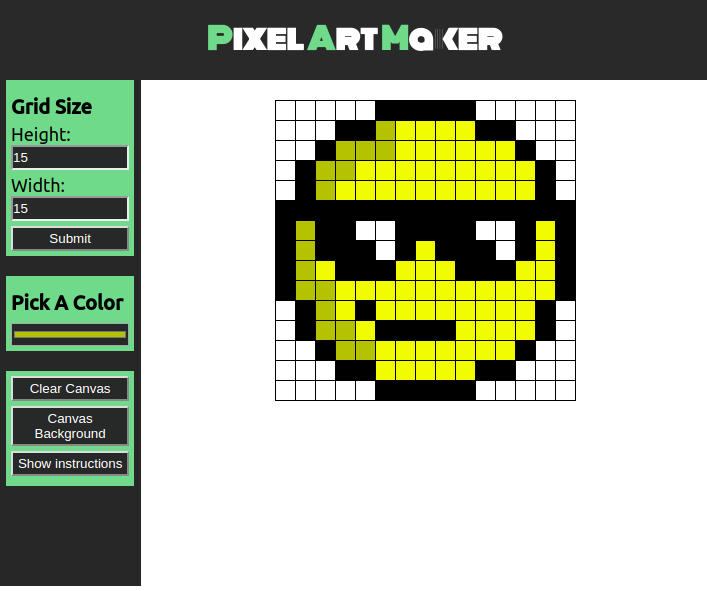 PIXEL ART MAKER
Grid Size
Height:
15
Width:
15
Submit
Pick A Color
Clear Canvas
Canvas
Background
Show instructions